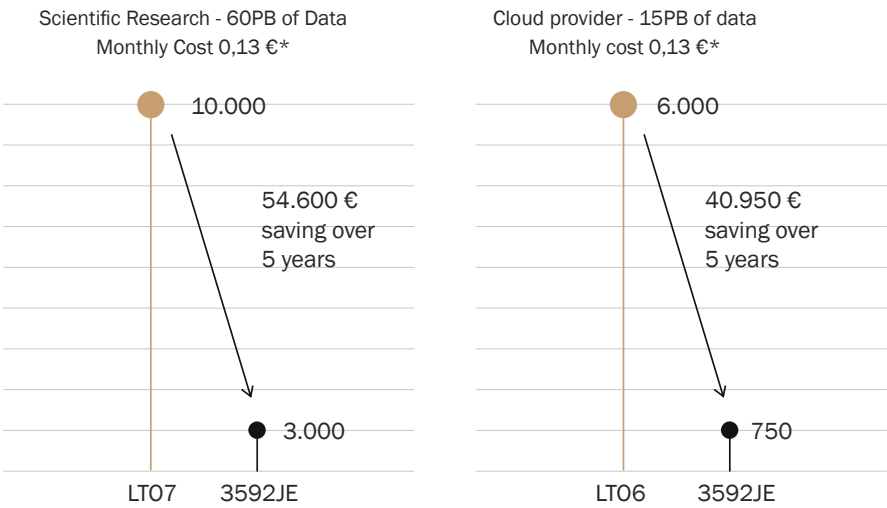 Scientific Research - 60PB of Data
Monthly Cost 0,13 €*
10.000
54.600 €
saving over
5 years
3.000
LTO7 3592JE
Cloud provider - 15PB of data
Monthly cost 0,13 €*
6.000
40.950 €
saving over
5 years
750
LTO6 3592JE